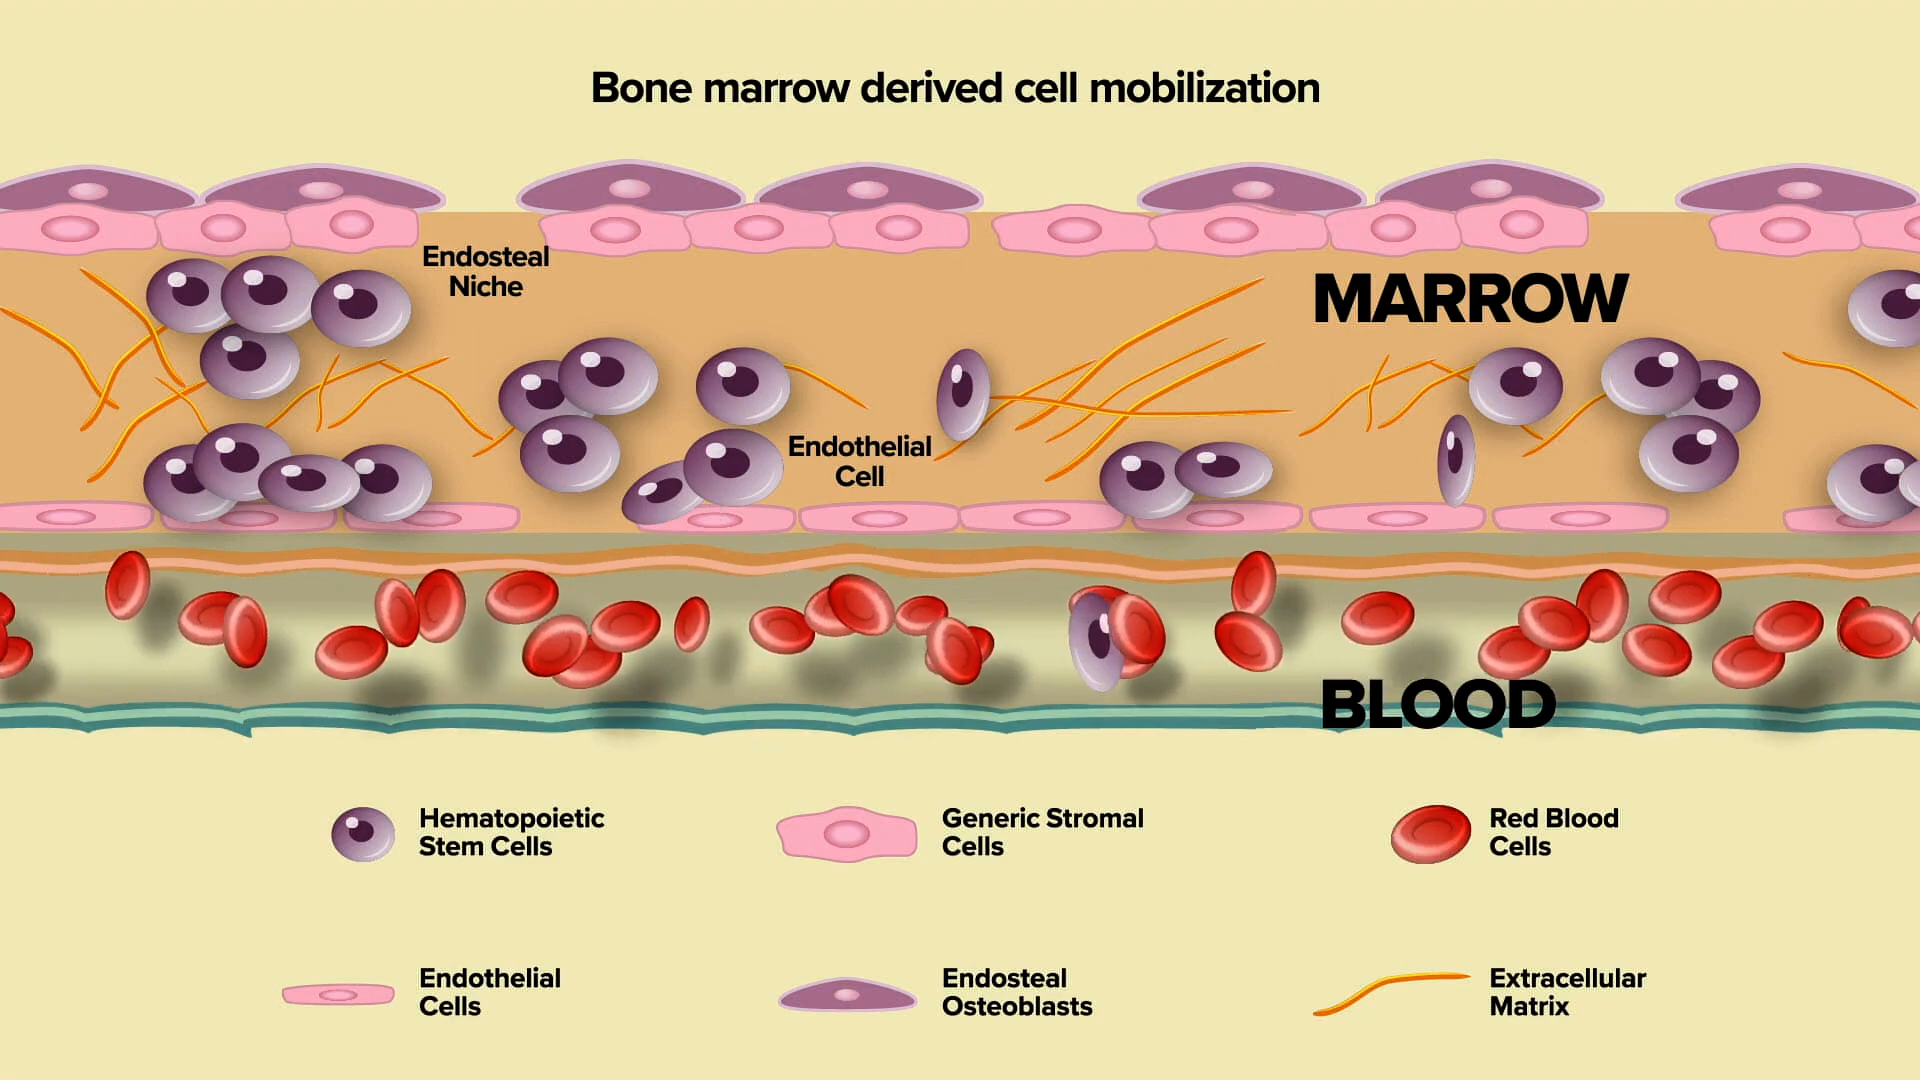 Bone marrow derived cell mobilization
Endosteal
Niche
MARROW
Endothelial
Cell
BLOOD
Hematopoietic
Stem Cells
Generic Stromal
Cells
Red Blood
Cells
Endothelial
Cells
Endosteal
Osteoblasts
Extracellular
Matrix